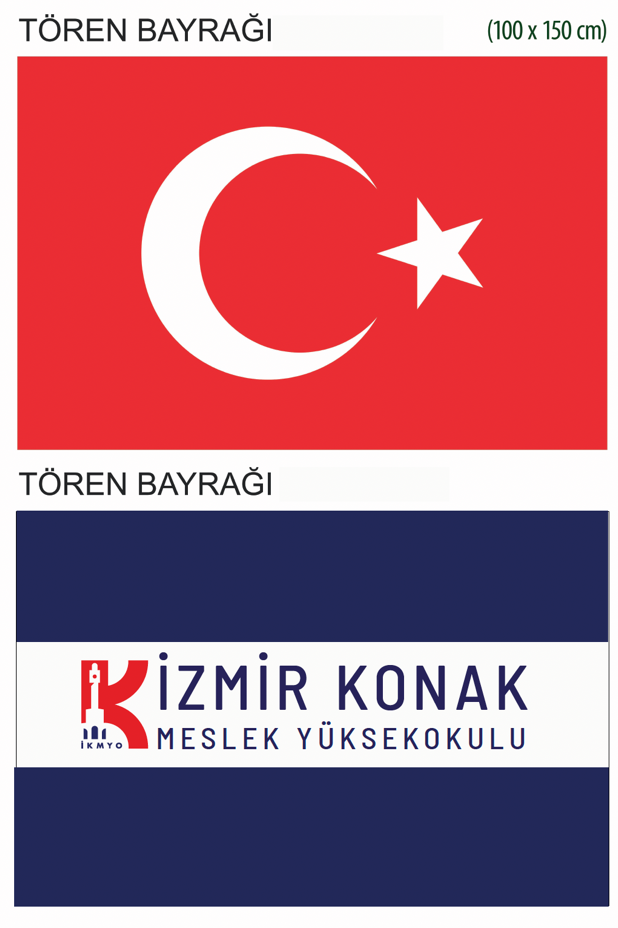 TÖREN BAYRAĞI (100 x 150 cm)
TÖREN BAYRAĞI
İZMİR KONAK
MESLEK YÜKSEKOKULU
İKMYO